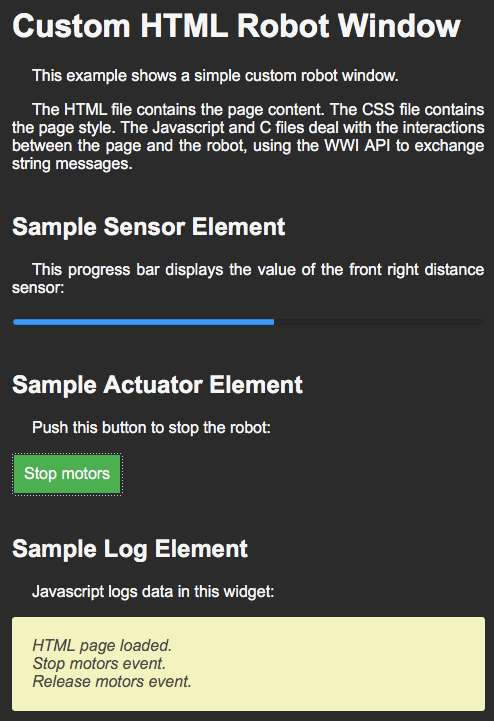 Custom HTML Robot Window
This example shows a simple custom robot window.
The HTML file contains the page content. The CSS file contains
the page style. The Javascript and C files deal with the interactions
between the page and the robot, using the WWI API to exchange
string messages.
Sample Sensor Element
This progress bar displays the value of the front right distance
sensor:
Sample Actuator Element
Push this button to stop the robot:
Stop motors
Sample Log Element
Javascript logs data in this widget:
HTML page loaded.
Stop motors event.
Release motors event.